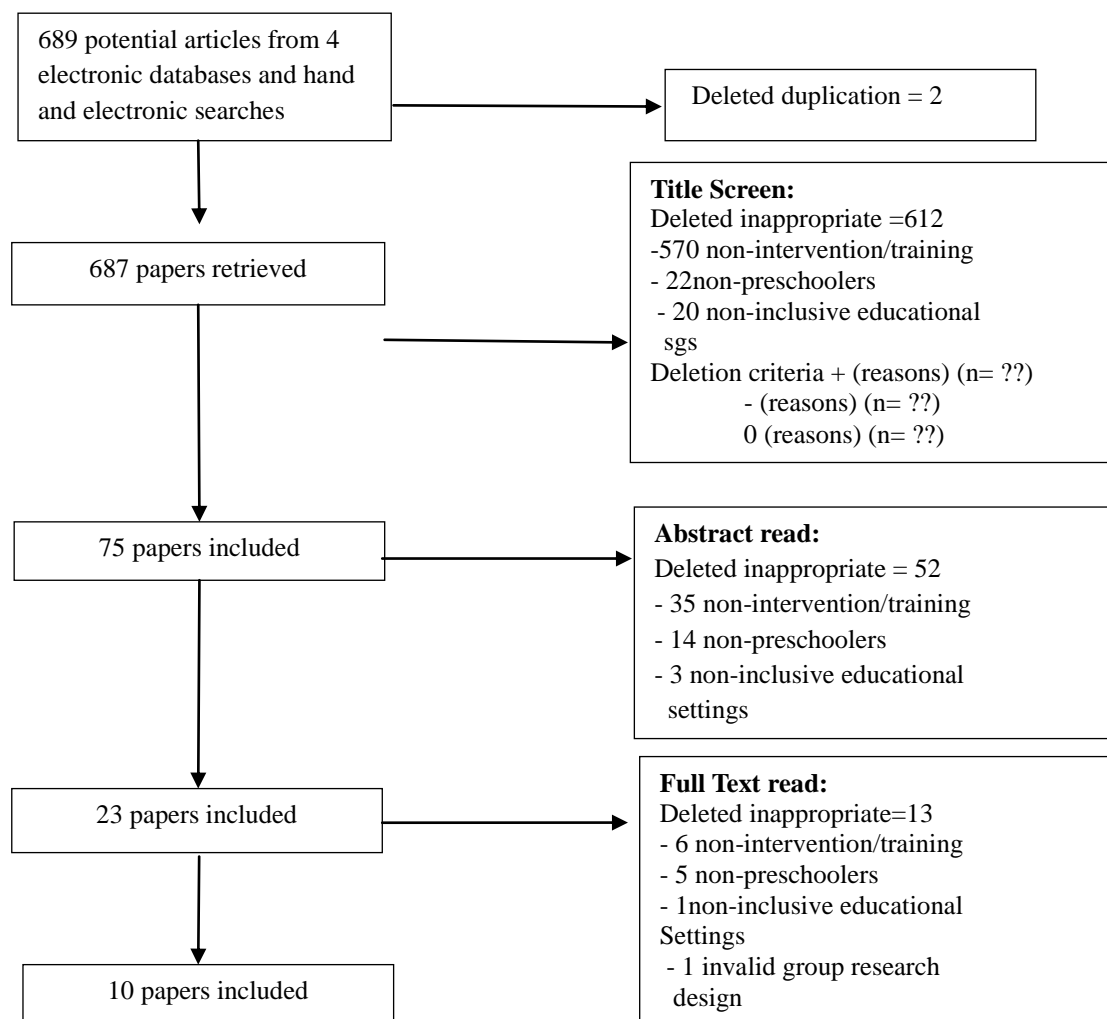 689 potential articles from 4
electronic databases and hand
and electronic searches
Deleted duplication = 2
Title Screen:
Deleted inappropriate =612
-570 non-intervention/training
- 22non-preschoolers
- 20 non-inclusive educational
sgs
Deletion criteria + (reasons) (n= ??)
- (reasons) (n= ??)
0 (reasons) (n= ??)
687 papers retrieved
75 papers included
Abstract read:
Deleted inappropriate = 52
- 35 non-intervention/training
- 14 non-preschoolers
- 3 non-inclusive educational
settings
23 papers included
Full Text read:
Deleted inappropriate=13
- 6 non-intervention/training
- 5 non-preschoolers
- 1non-inclusive educational
Settings
- 1 invalid group research
design
10 papers included